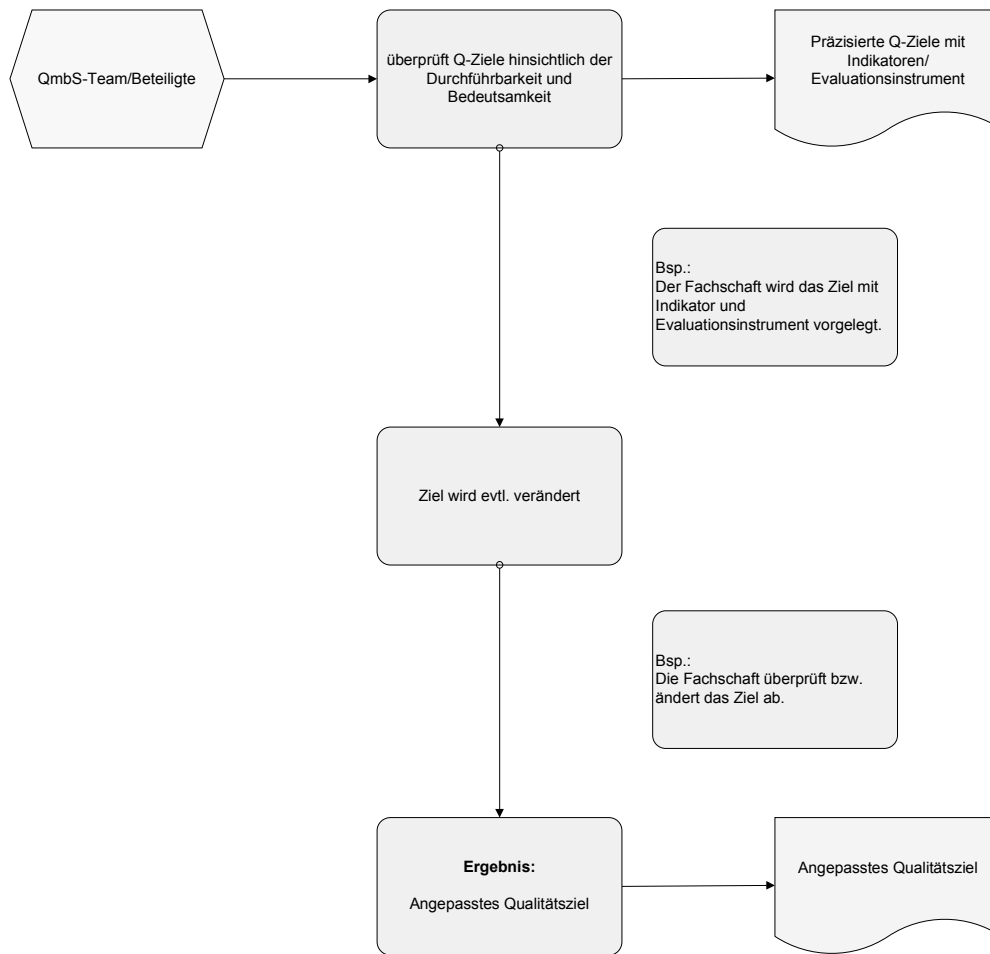 QmbS-Team/Beteiligte
überprüft Q-Ziele hinsichtlich der
Durchführbarkeit und
Bedeutsamkeit
Präzisierte Q-Ziele mit
Indikatoren/
Evaluationsinstrument
Bsp.:
Der Fachschaft wird das Ziel mit
Indikator und
Evaluationsinstrument vorgelegt.
Ziel wird evtl. verändert
Bsp.:
Die Fachschaft überprüft bzw.
ändert das Ziel ab.
Ergebnis:
Angepasstes Qualitätsziel
Angepasstes Qualitätsziel